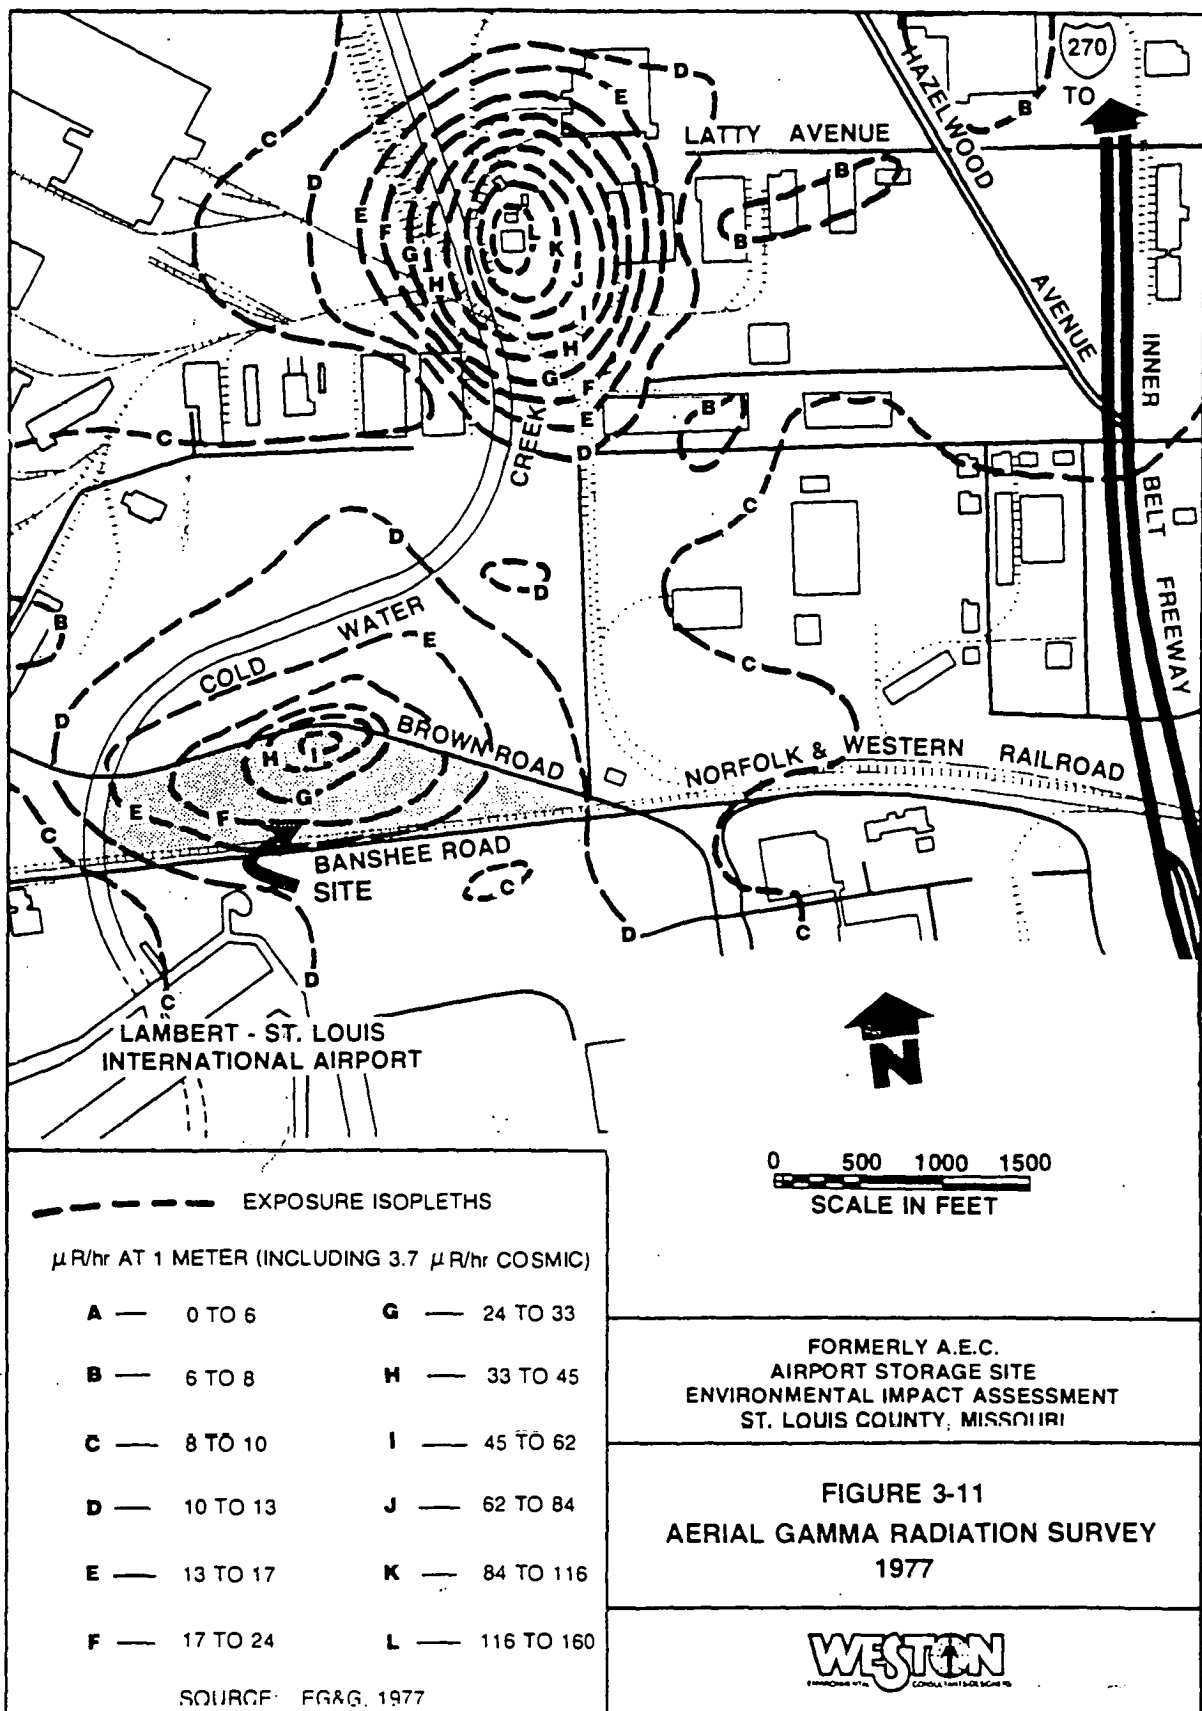 270
TO
HAZELWOOD
AVENUE
LATTY AVENUE
INNER
BELT
FREEWAY
C
D
E
B
B
C
D
E
F
G
I
H
L
K
J
I
H
G
F
E
D
B
B
B
C
C
CREEK
D
D
B
WATER
COLD
E
C
D
BROWN ROAD
NORFOLK & WESTERN RAILROAD
H
I
G
E
F
C
BANSHEE ROAD
SITE
C
D
C
D
C
LAMBERT - ST. LOUIS
INTERNATIONAL AIRPORT
N
0 500 1000 1500
SCALE IN FEET
EXPOSURE ISOPLETHS
μR/hr AT 1 METER (INCLUDING 3.7 μR/hr COSMIC)
A — 0 TO 6
B — 6 TO 8
C — 8 TO 10
D — 10 TO 13
E — 13 TO 17
F — 17 TO 24
G — 24 TO 33
H — 33 TO 45
I — 45 TO 62
J — 62 TO 84
K — 84 TO 116
L — 116 TO 160
SOURCE: EG&G, 1977
FORMERLY A.E.C.
AIRPORT STORAGE SITE
ENVIRONMENTAL IMPACT ASSESSMENT
ST. LOUIS COUNTY, MISSOURI
FIGURE 3-11
AERIAL GAMMA RADIATION SURVEY
1977
WESTON